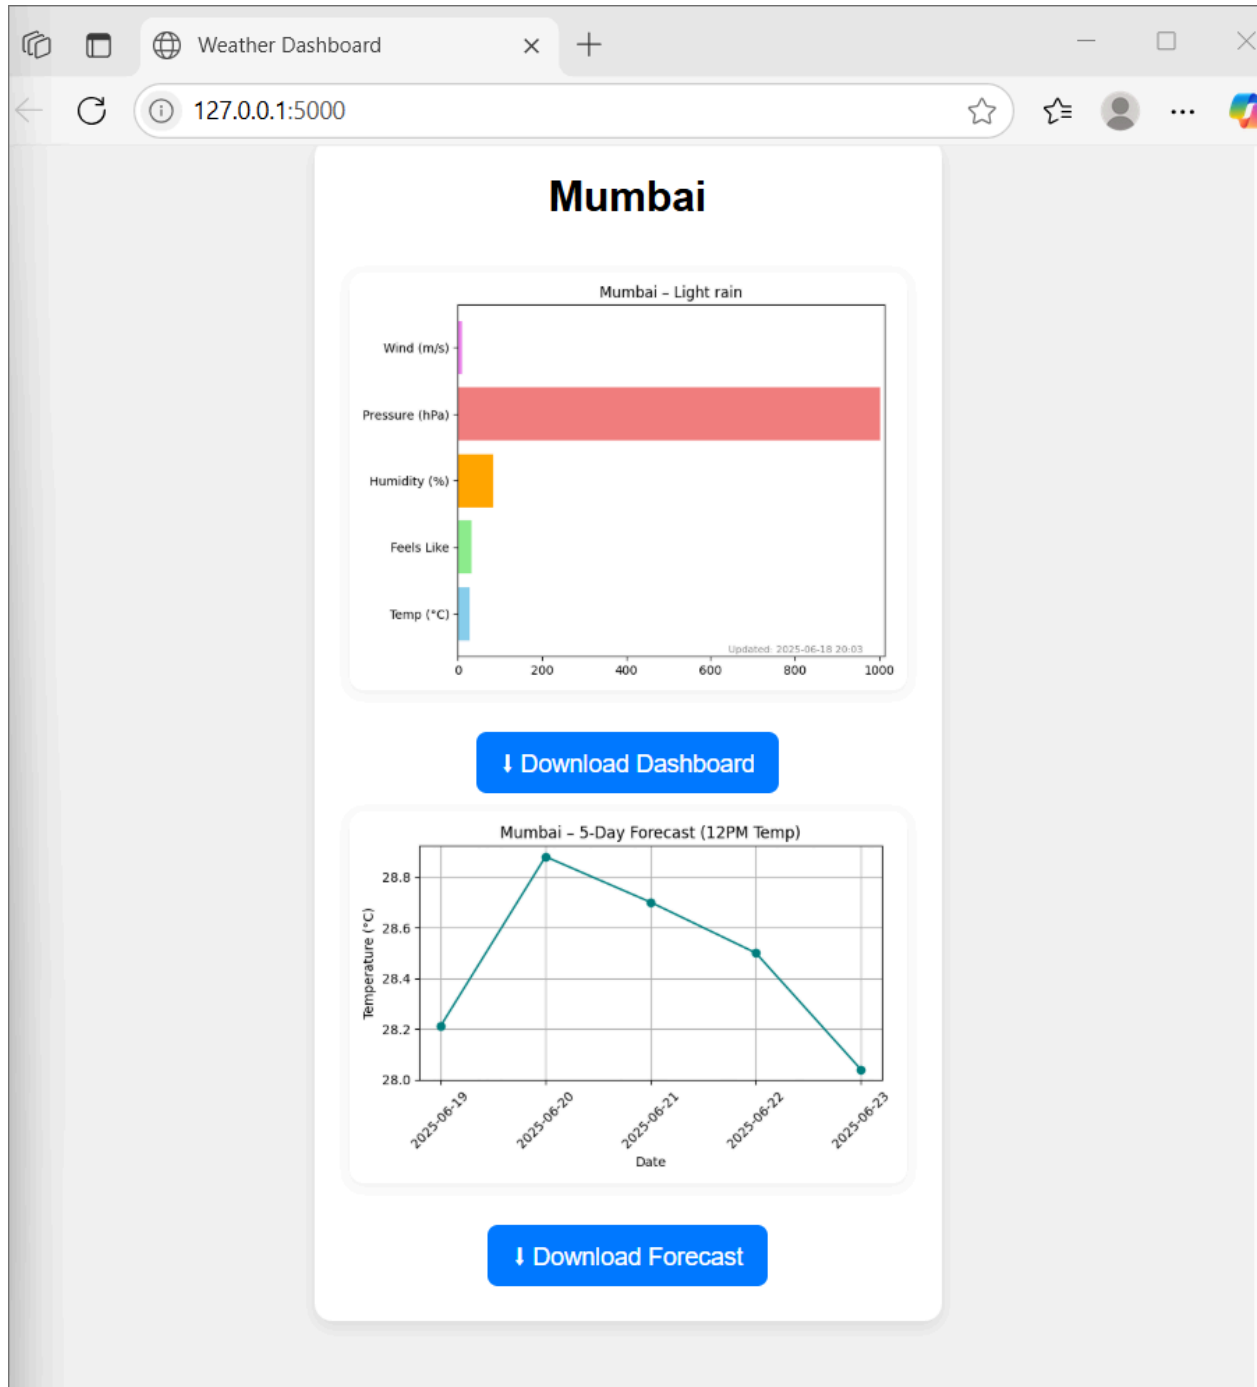 Weather Dashboard
127.0.0.1:5000
Mumbai
Mumbai – Light rain
Wind (m/s)
Pressure (hPa)
Humidity (%)
Feels Like
Temp (°C)
Updated: 2025-06-18 20:03
0 200 400 600 800 1000
⬇ Download Dashboard
Mumbai – 5-Day Forecast (12PM Temp)
Temperature (°C)
28.8
28.6
28.4
28.2
28.0
2025-06-19 2025-06-20 2025-06-21 2025-06-22 2025-06-23
Date
⬇ Download Forecast